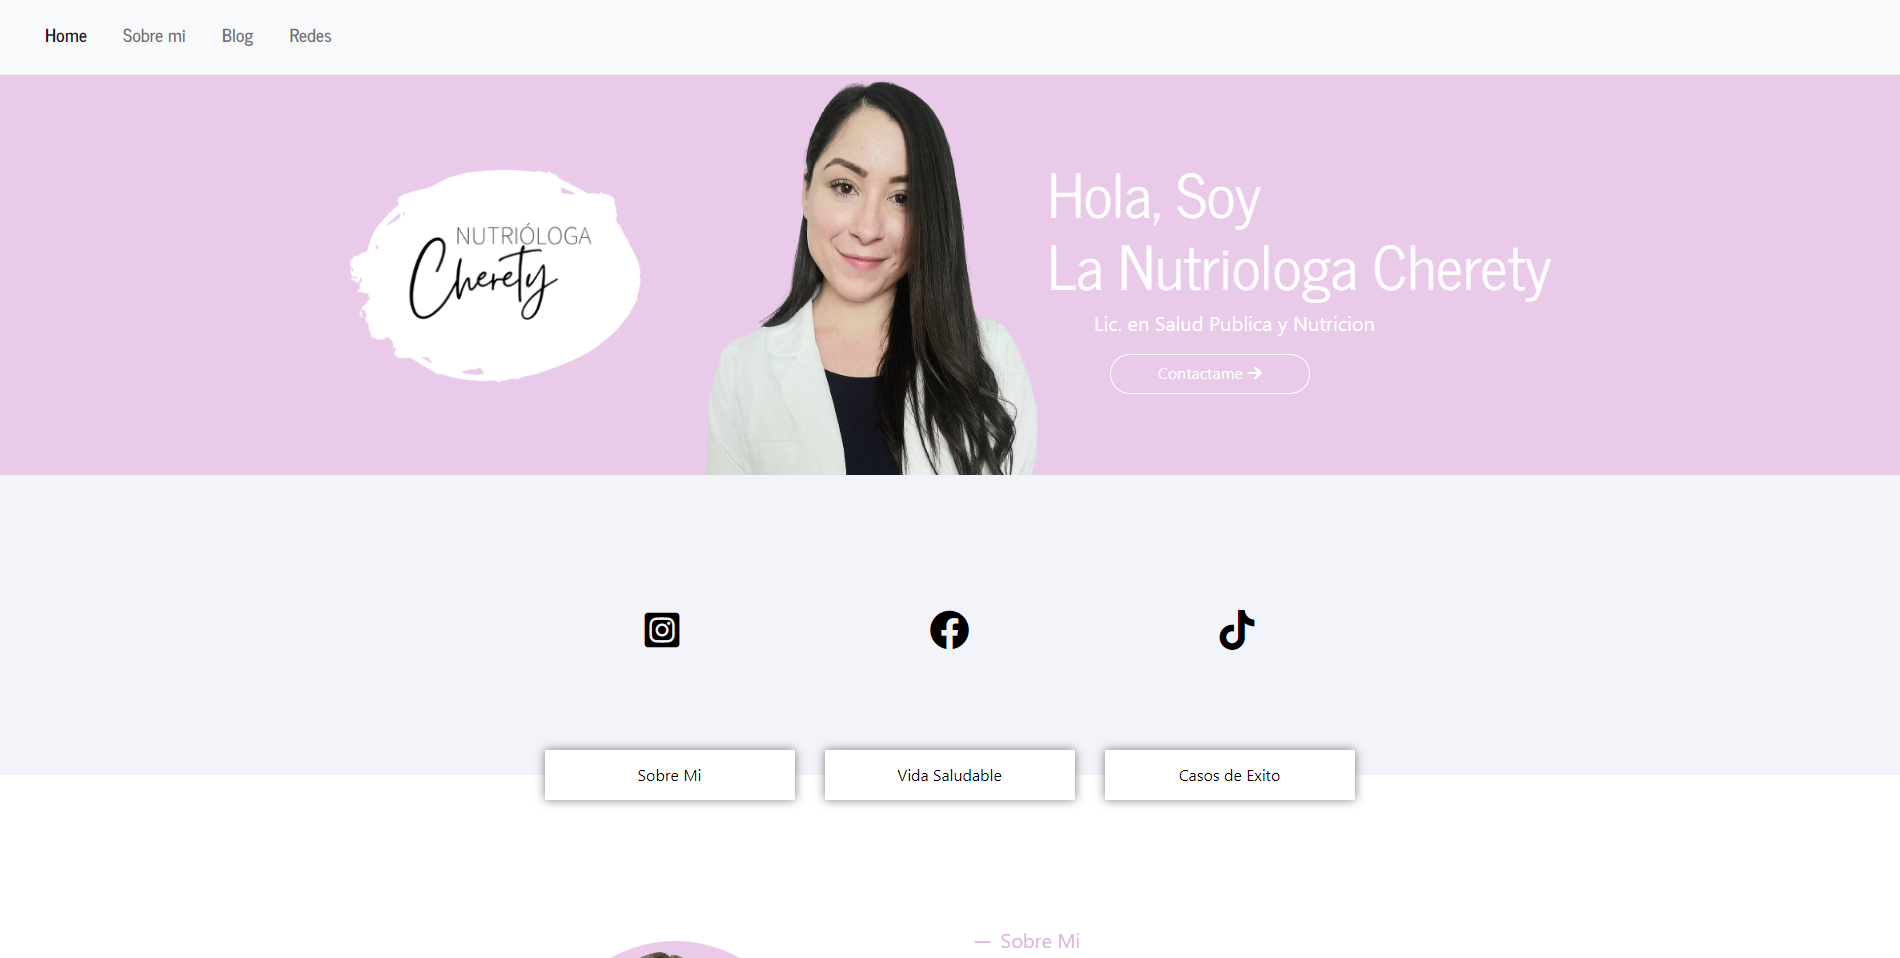 Home
Sobre mi
Blog
Redes
NUTRIÓLOGA
Cherety
Hola, Soy
La Nutriologa Cherety
Lic. en Salud Publica y Nutricion
Contactame
Sobre Mi
Vida Saludable
Casos de Exito
— Sobre Mi